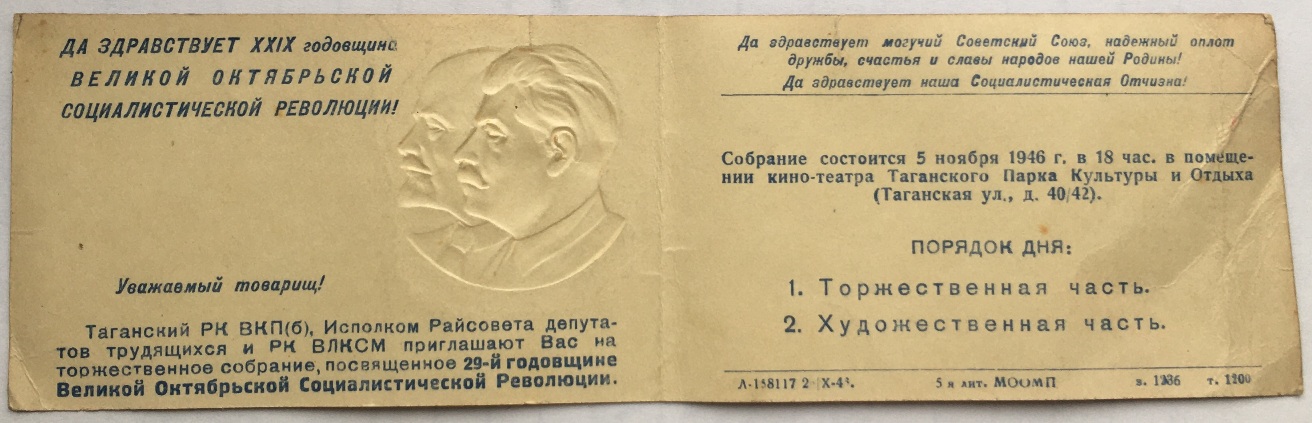 ДА ЗДРАВСТВУЕТ XXIX годовщина
ВЕЛИКОЙ ОКТЯБРЬСКОЙ
СОЦИАЛИСТИЧЕСКОЙ РЕВОЛЮЦИИ!
Уважаемый товарищ!
Таганский РК ВКП(б), Исполком Райсовета депута-
тов трудящихся и РК ВЛКСМ приглашают Вас на
торжественное собрание, посвященное 29-й годовщине
Великой Октябрьской Социалистической Революции.
Да здравствует могучий Советский Союз, надежный оплот
дружбы, счастья и славы народов нашей Родины!
Да здравствует наша Социалистическая Отчизна!
Собрание состоится 5 ноября 1946 г. в 18 час. в помеще-
нии кино-театра Таганского Парка Культуры и Отдыха
(Таганская ул., д. 40/42).
ПОРЯДОК ДНЯ:
1. Торжественная часть.
2. Художественная часть.
Л-158117 5 я лит. МООМП з. 1236 т. 1200